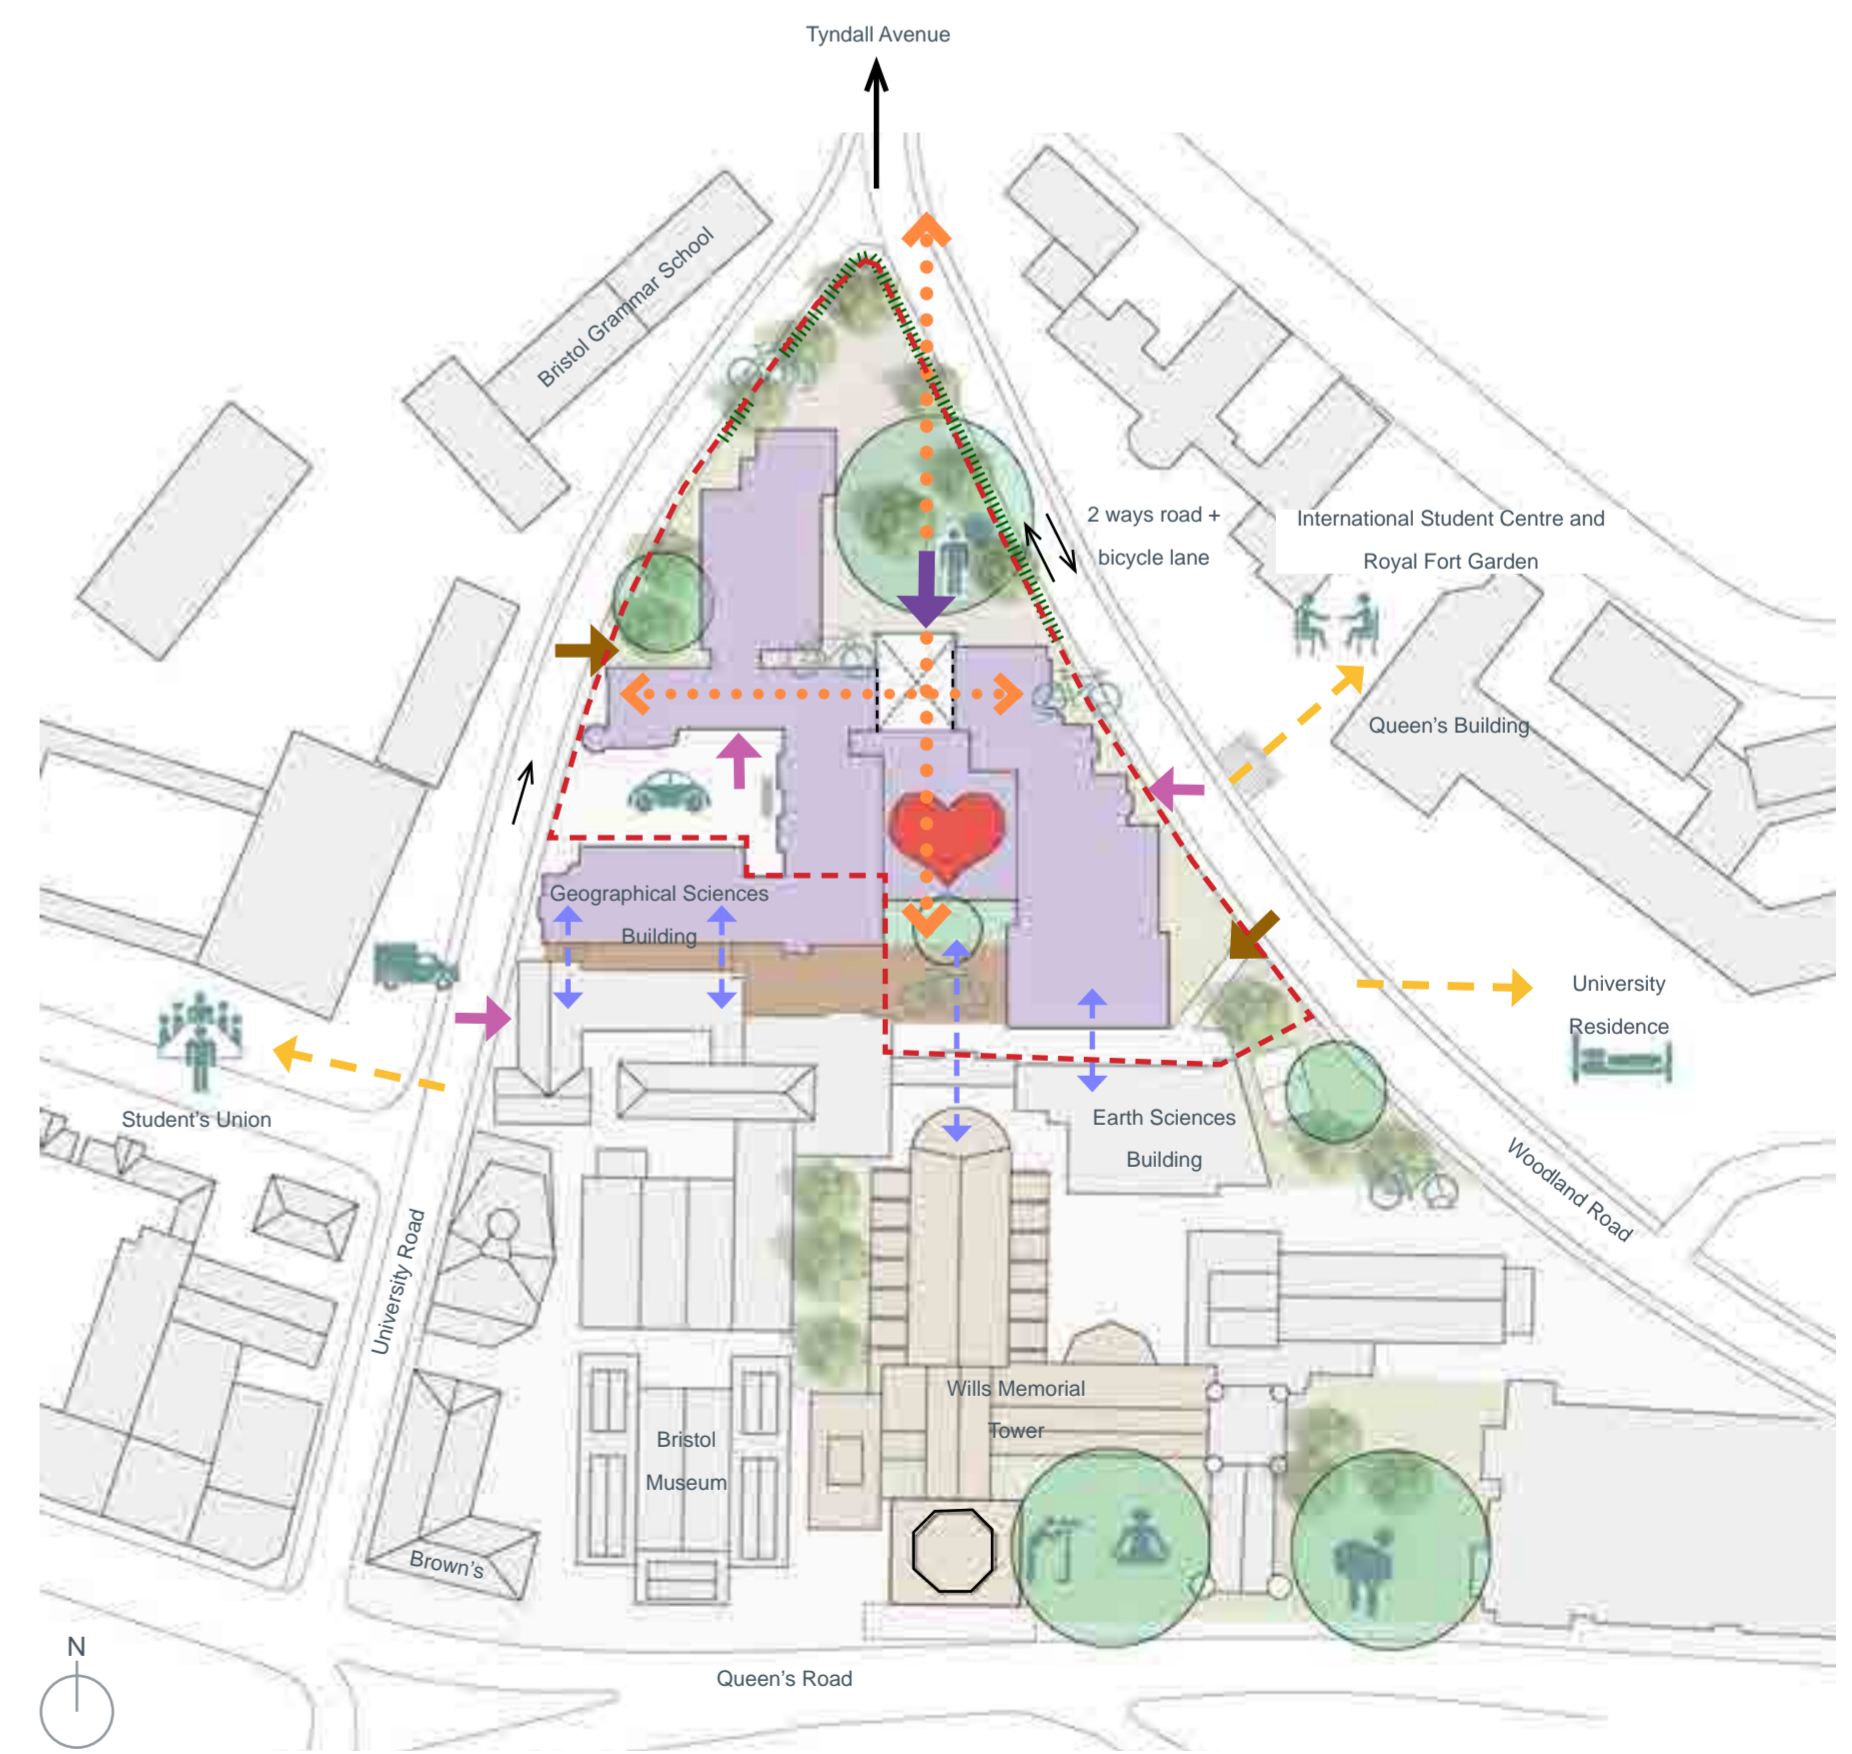 Tyndall Avenue
Bristol Grammar School
2 ways road +
bicycle lane
International Student Centre and
Royal Fort Garden
Queen's Building
Geographical Sciences
Building
University
Residence
Student's Union
Earth Sciences
Building
Woodland Road
University Road
Wills Memorial
Tower
Bristol
Museum
Brown's
N
Queen's Road